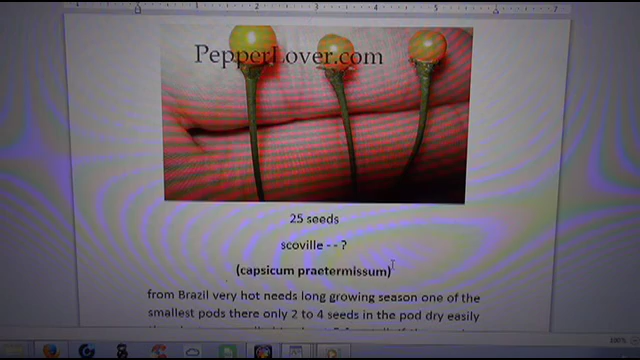 PepperLover.com
25 seeds
scoville - - ?
(capsicum praetermissum)
from Brazil very hot needs long growing season one of the
smallest pods there only 2 to 4 seeds in the pod dry easily
100%